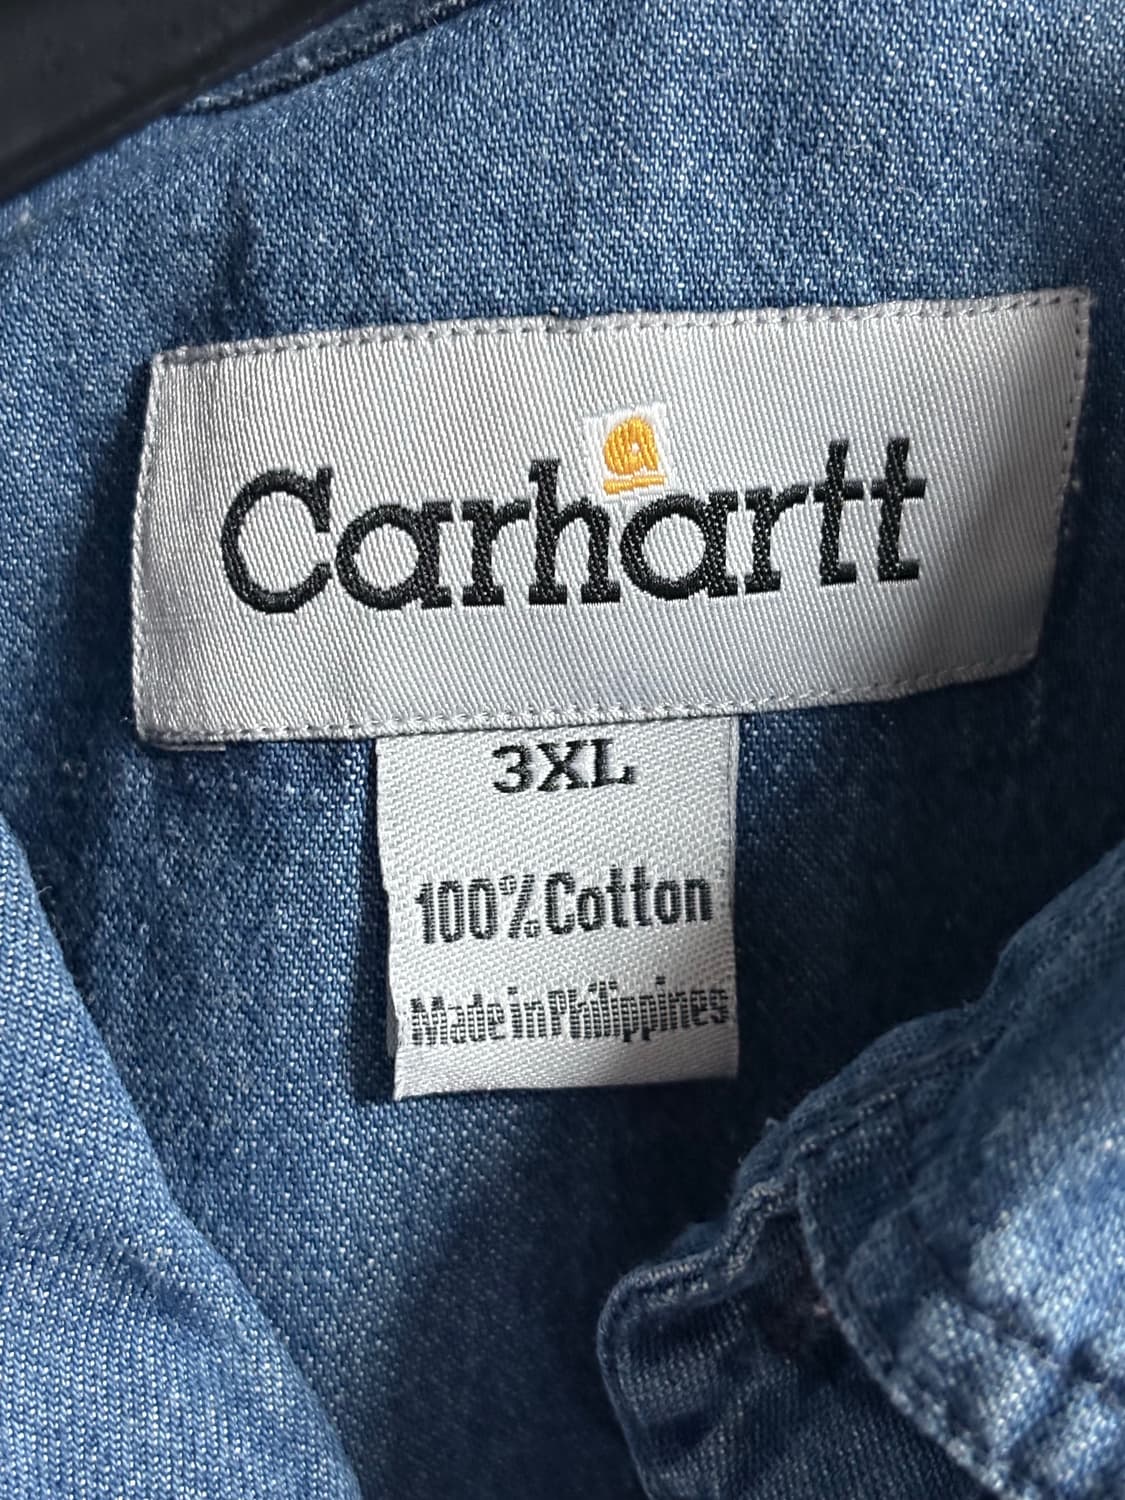 Carhartt
3XL
100% Cotton
Made in Philippines